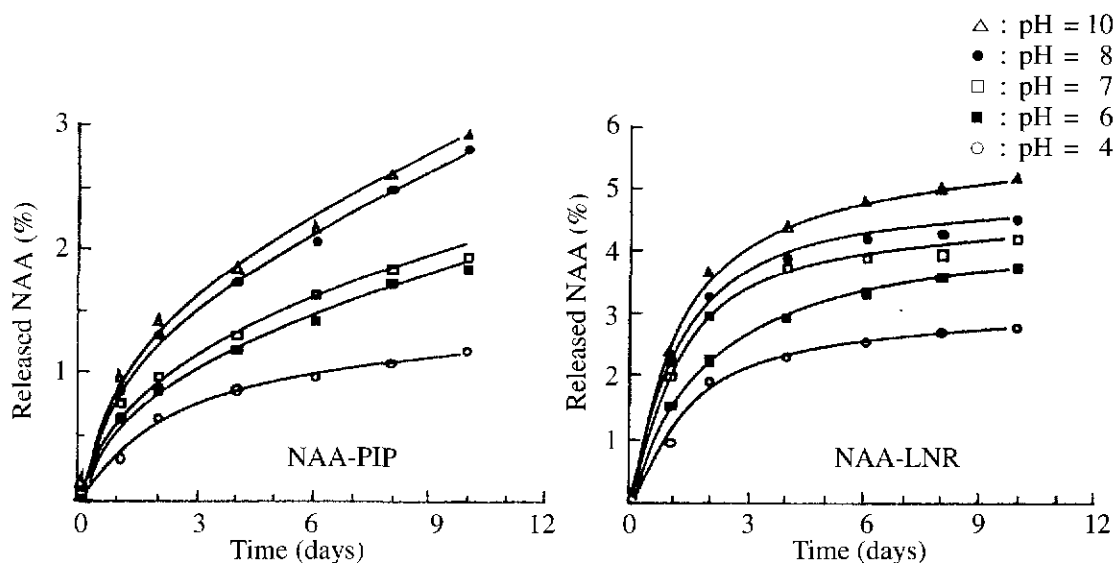 △ : pH = 10
● : pH = 8
□ : pH = 7
■ : pH = 6
○ : pH = 4
3
2
1
0
3
6
9
12
Released NAA (%)
Time (days)
NAA-PIP
6
5
4
3
2
1
0
0
3
6
9
12
Released NAA (%)
Time (days)
NAA-LNR